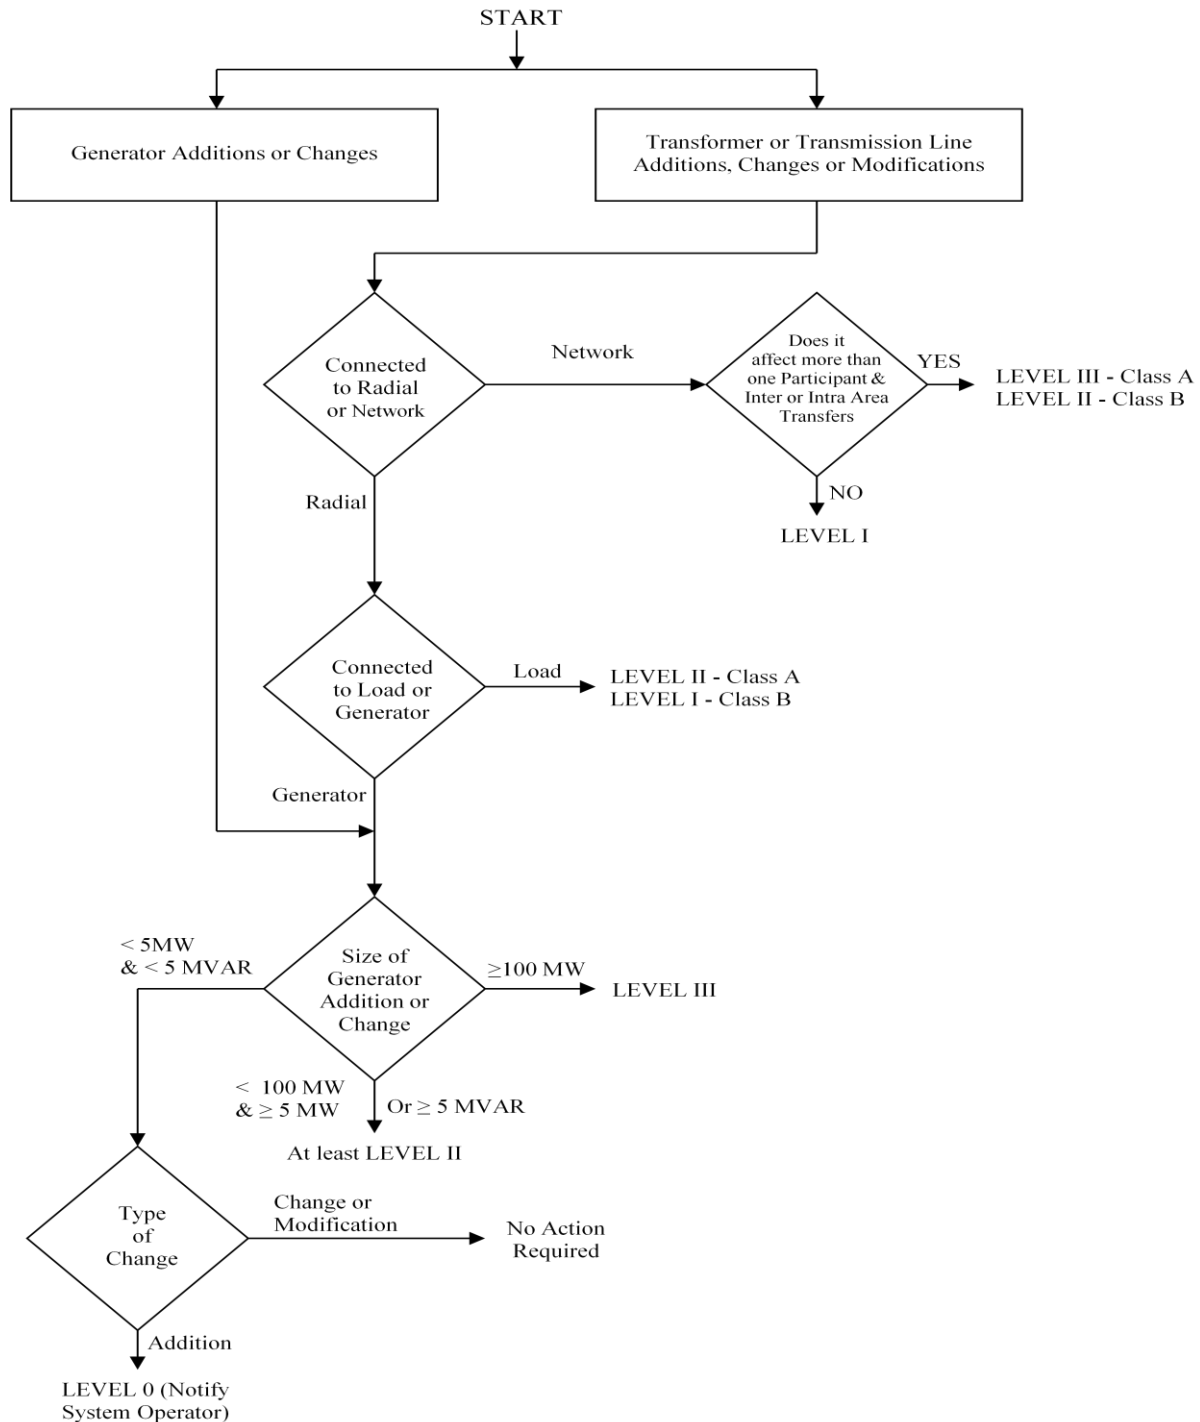 START
Generator Additions or Changes
Transformer or Transmission Line
Additions, Changes or Modifications
Connected
to Radial
or Network
Network
Does it
affect more than
one Participant &
Inter or Intra Area
Transfers
YES
LEVEL III - Class A
LEVEL II - Class B
NO
LEVEL I
Radial
Connected
to Load or
Generator
Load
LEVEL II - Class A
LEVEL I - Class B
Generator
< 5MW
& < 5 MVAR
Size of
Generator
Addition or
Change
≥100 MW
LEVEL III
< 100 MW
& ≥ 5 MW
Or ≥ 5 MVAR
At least LEVEL II
Type
of
Change
Change or
Modification
No Action
Required
Addition
LEVEL 0 (Notify
System Operator)